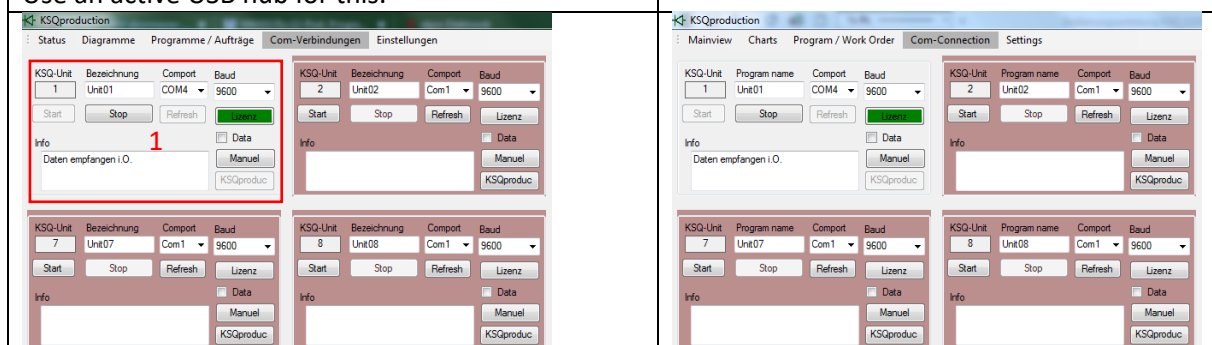 Use an active USB hub for this.
KSQproduction
Status Diagramme Programme / Aufträge Com-Verbindungen Einstellungen
KSQ-Unit Bezeichnung Comport Baud
1 Unit01 COM4 9600
Start Stop Refresh Lizenz
1
Data
Info
Daten empfangen i.O.
Manuel
KSQproduc
KSQ-Unit Bezeichnung Comport Baud
2 Unit02 Com1 9600
Start Stop Refresh Lizenz
Data
Info
Manuel
KSQproduc
KSQ-Unit Bezeichnung Comport Baud
7 Unit07 Com1 9600
Start Stop Refresh Lizenz
Data
Info
Manuel
KSQproduc
KSQ-Unit Bezeichnung Comport Baud
8 Unit08 Com1 9600
Start Stop Refresh Lizenz
Data
Info
Manuel
KSQproduc
KSQproduction
Mainview Charts Program / Work Order Com-Connection Settings
KSQ-Unit Program name Comport Baud
1 Unit01 COM4 9600
Start Stop Refresh Lizenz
Data
Info
Daten empfangen i.O.
Manuel
KSQproduc
KSQ-Unit Program name Comport Baud
2 Unit02 Com1 9600
Start Stop Refresh Lizenz
Data
Info
Manuel
KSQproduc
KSQ-Unit Program name Comport Baud
7 Unit07 Com1 9600
Start Stop Refresh Lizenz
Data
Info
Manuel
KSQproduc
KSQ-Unit Program name Comport Baud
8 Unit08 Com1 9600
Start Stop Refresh Lizenz
Data
Info
Manuel
KSQproduc